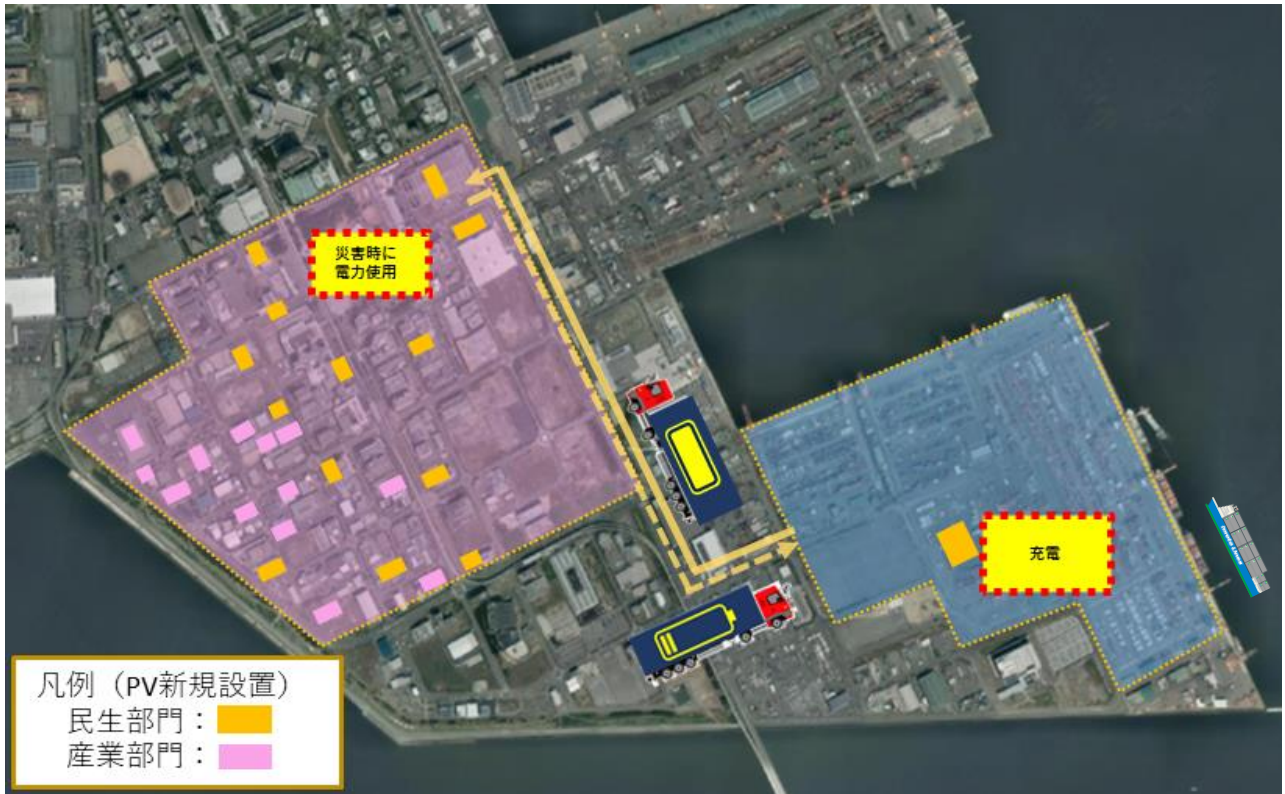 災害時に
電力使用
充電
凡例（PV新規設置）
民生部門：
産業部門：